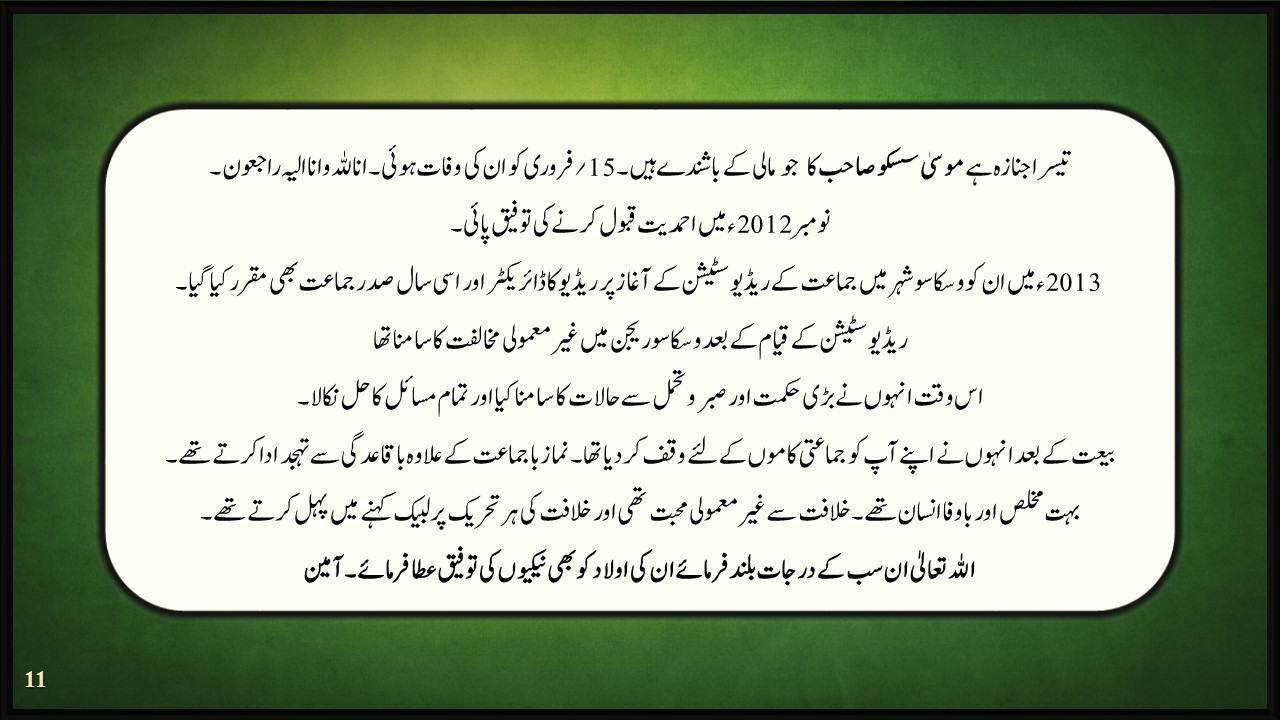 تیسرا جنازہ ہے موسیٰ سسکو صاحب کا جو مالی کے باشندے ہیں۔15؍فروری کو ان کی وفات ہوئی۔اناللہ واناالیہ راجعون۔
نومبر2012ء میں احمدیت قبول کرنے کی توفیق پائی۔
2013ء میں ان کو وسکاسو شہر میں جماعت کے ریڈیو سٹیشن کے آغاز پر ریڈیو کا ڈائریکٹر اور اسی سال صدر جماعت بھی مقرر کیا گیا۔
ریڈیو سٹیشن کے قیام کے بعد وسکاسو ریجن میں غیر معمولی مخالفت کا سامنا تھا
اس وقت انہوں نے بڑی حکمت اور صبر و تحمل سے حالات کا سامنا کیا اور تمام مسائل کا حل نکالا۔
بیعت کے بعد انہوں نے اپنے آپ کو جماعتی کاموں کے لئے وقف کر دیا تھا۔ نماز باجماعت کے علاوہ باقاعدگی سے تہجد ادا کرتے تھے۔
بہت مخلص اور باوفا انسان تھے۔ خلافت سے غیر معمولی محبت تھی اور خلافت کی ہر تحریک پر لبیک کہنے میں پہل کرتے تھے۔
اللہ تعالیٰ ان سب کے درجات بلند فرمائے ان کی اولاد کو بھی نیکیوں کی توفیق عطا فرمائے۔ آمین
11